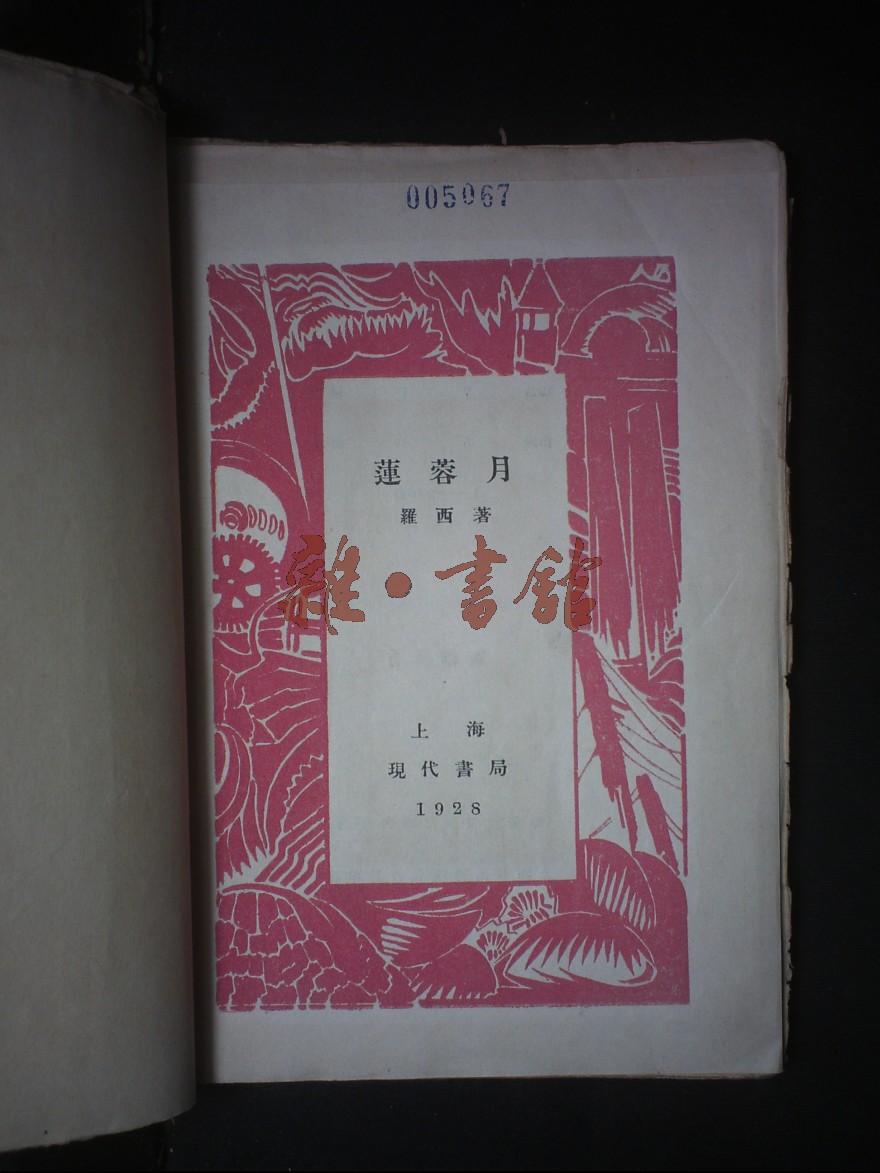 005067
蓮蓉月
羅西著
雜·書館
上海
現代書局
1928